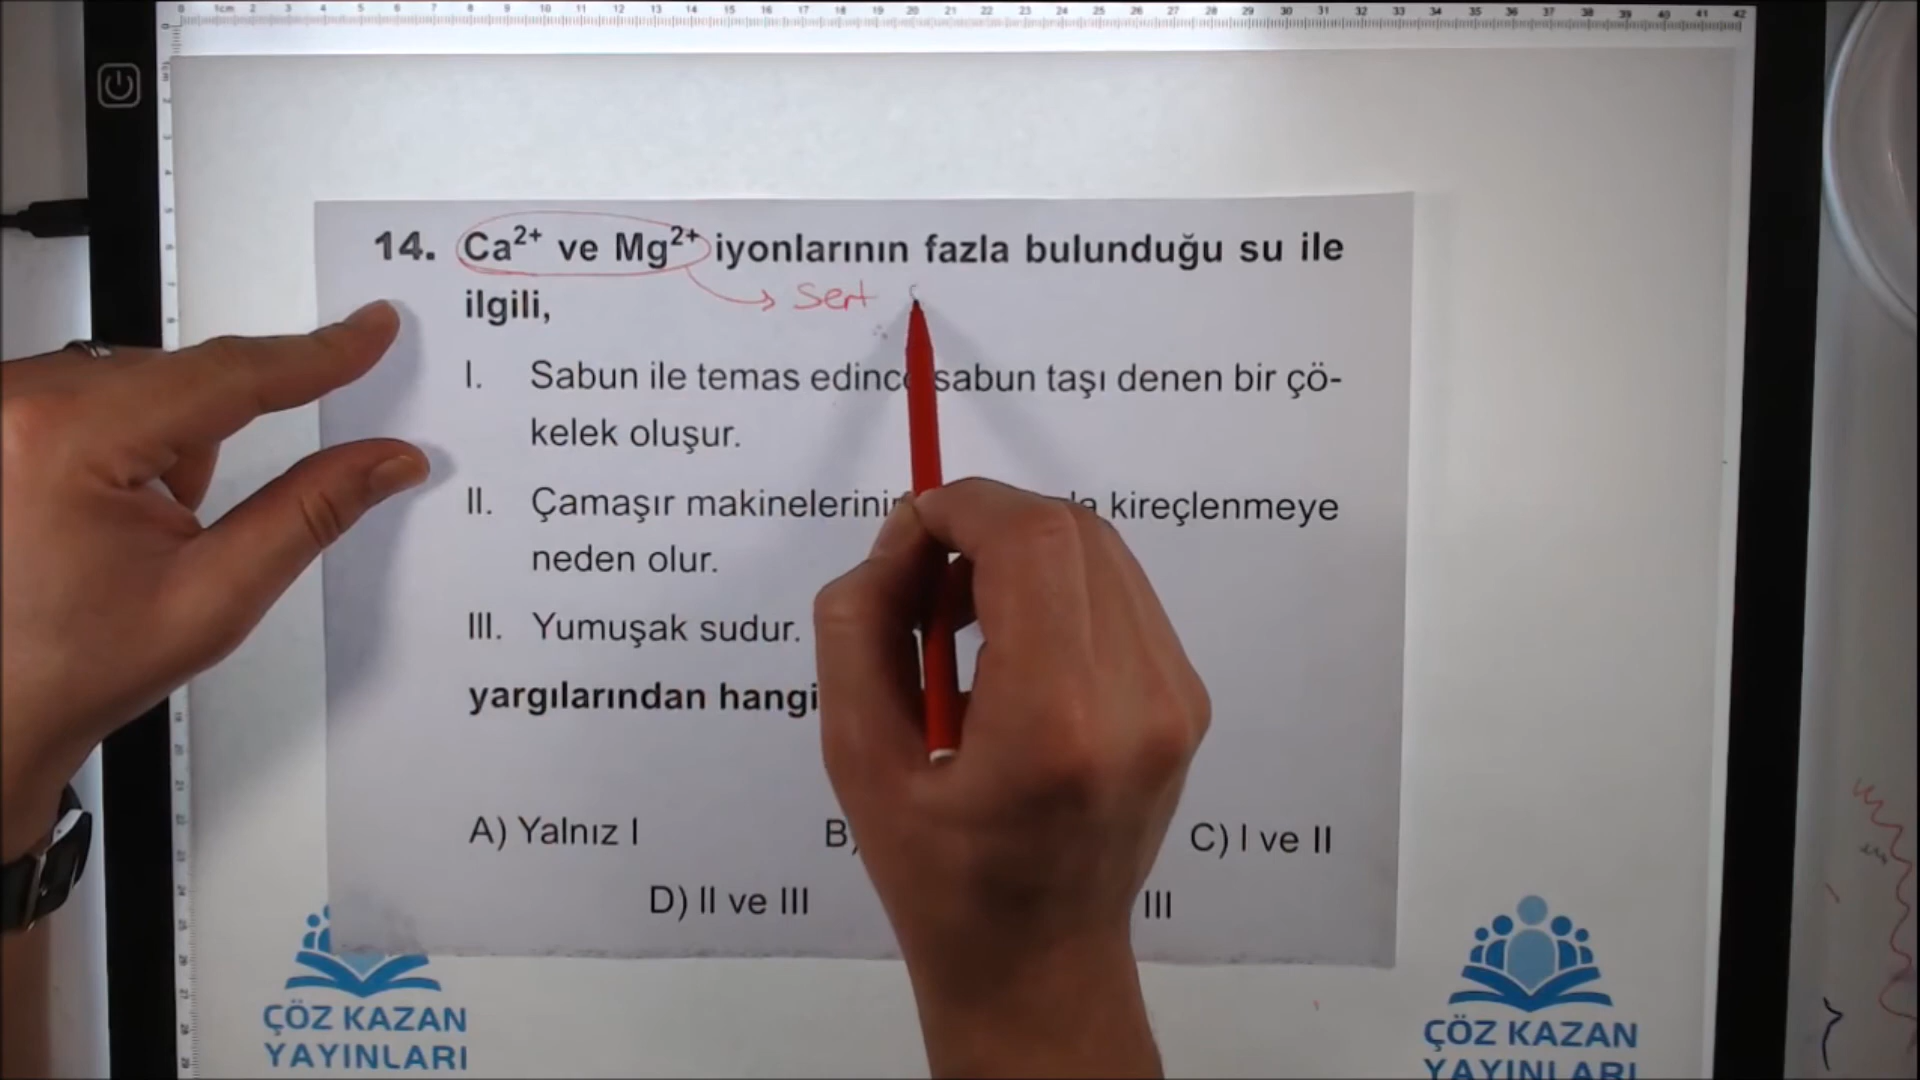 14. Ca²⁺ ve Mg²⁺ iyonlarının fazla bulunduğu su ile
ilgili,
Sert
I. Sabun ile temas edince sabun taşı denen bir çö-
kelek oluşur.
II. Çamaşır makinelerinin kireçlenmeye
neden olur.
III. Yumuşak sudur.
yargılarından hangi
A) Yalnız I B) C) I ve II
D) II ve III III
ÇÖZ KAZAN
YAYINLARI
ÇÖZ KAZAN
YAYINLARI